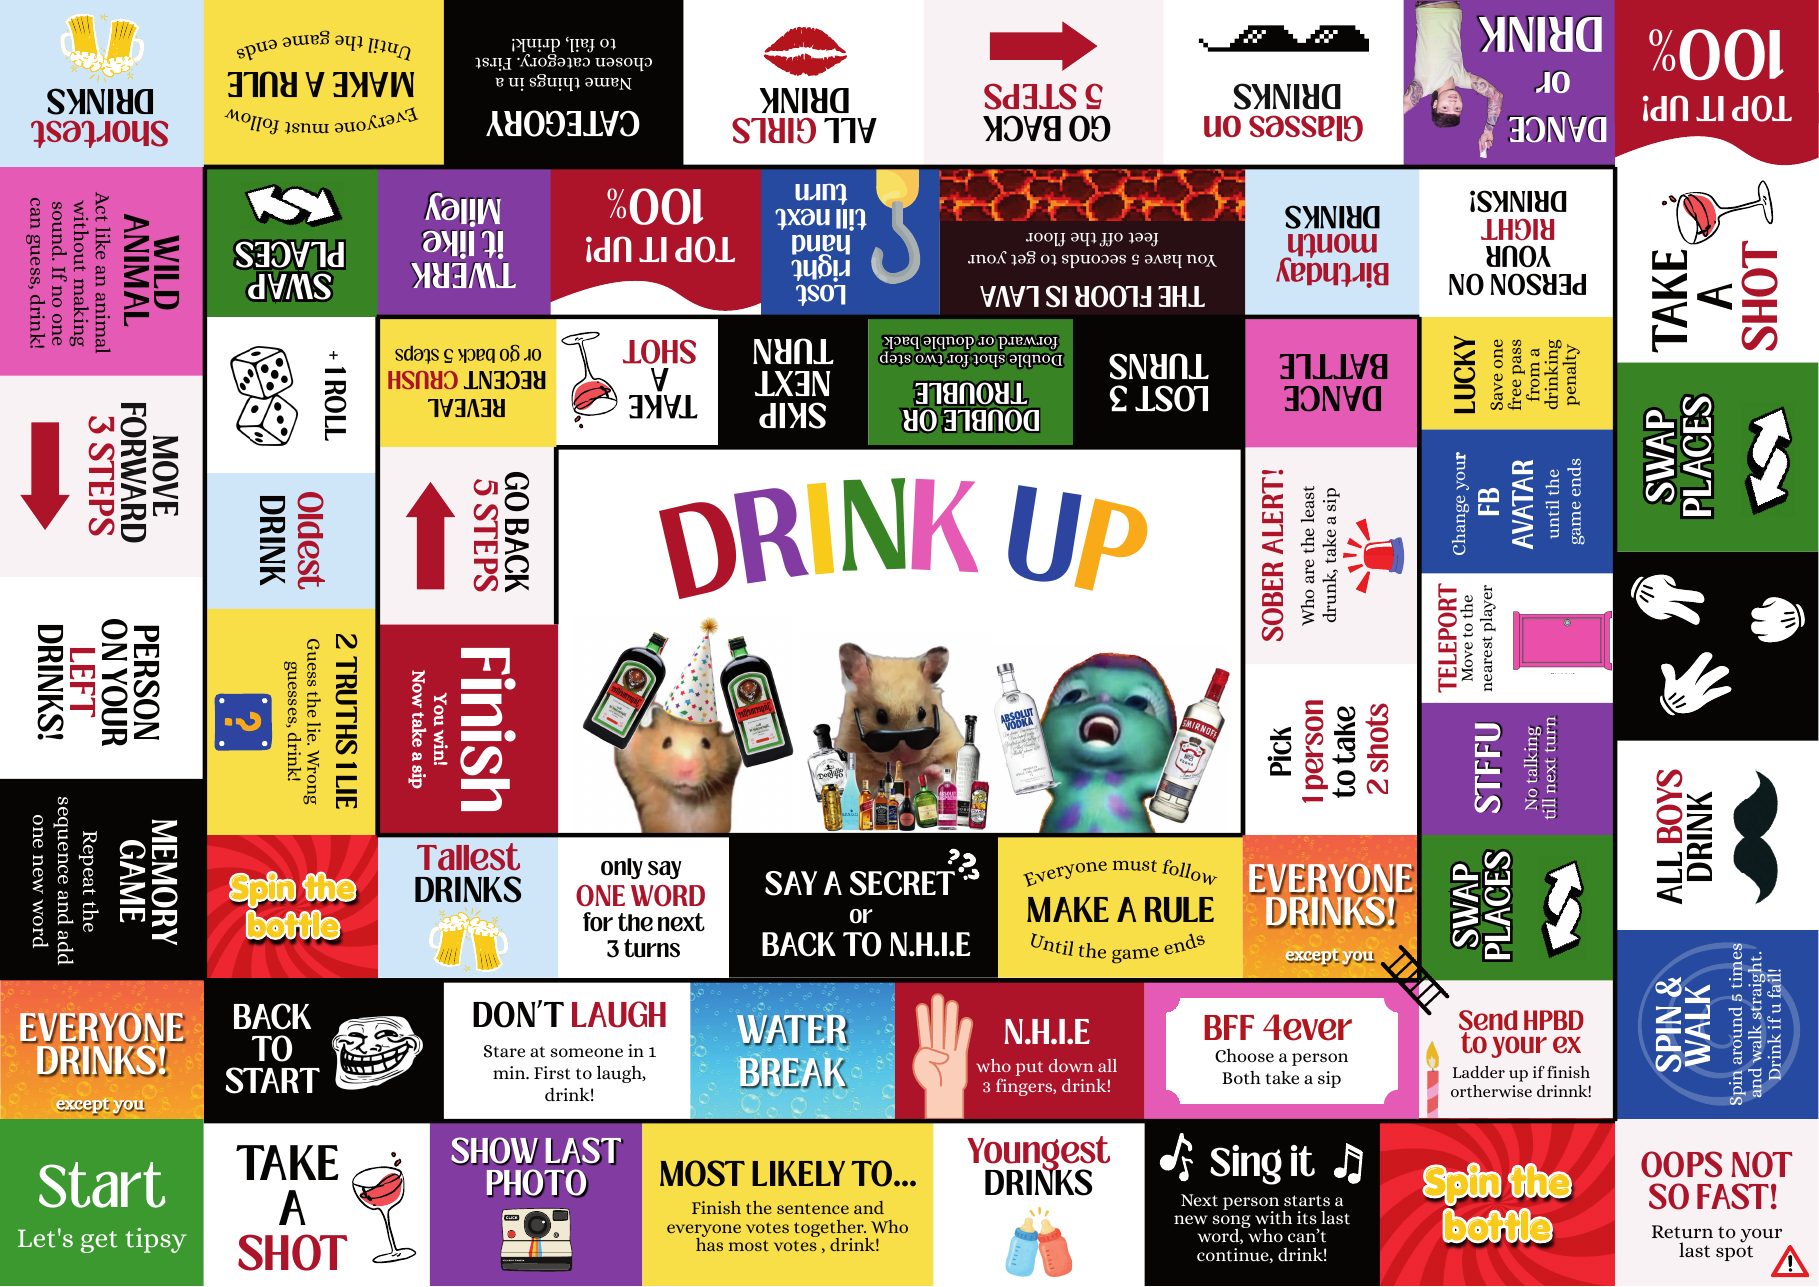 Start
Let's get tipsy
TAKE
A
SHOT
SHOW LAST
PHOTO
MOST LIKELY TO...
Finish the sentence and
everyone votes together. Who
has most votes , drink!
Youngest
DRINKS
Sing it
Next person starts a
new song with its last
word, who can't
continue, drink!
Spin the
bottle
OOPS NOT
SO FAST!
Return to your
last spot
SPIN &
WALK
Spin around 5 times
and walk straight.
Drink if u fail!
ALL BOYS
DRINK
SWAP
PLACES
TAKE
A
SHOT
TOP IT UP!
100%
DANCE
or
DRINK
Glasses on
DRINKS
GO BACK
5 STEPS
ALL GIRLS
DRINK
CATEGORY
Name things in a
chosen category. First
to fail, drink!
Everyone must follow
MAKE A RULE
Until the game ends
Shortest
DRINKS
WILD
ANIMAL
Act like an animal
without making
sound. If no one
can guess, drink!
MOVE
FORWARD
3 STEPS
PERSON
ON YOUR
LEFT
DRINKS!
MEMORY
GAME
Repeat the
sequence and add
one new word
EVERYONE
DRINKS!
except you
BACK
TO
START
DON'T LAUGH
Stare at someone in 1
min. First to laugh,
drink!
WATER
BREAK
N.H.I.E
who put down all
3 fingers, drink!
BFF 4ever
Choose a person
Both take a sip
Send HPBD
to your ex
Ladder up if finish
ortherwise drinnk!
SWAP
PLACES
STFFU
No talking
till next turn
TELEPORT
Move to the
nearest player
Change your
FB
AVATAR
until the
game ends
LUCKY
Save one
free pass
from a
drinking
penalty
PERSON ON
YOUR
RIGHT
DRINKS!
Birthday
month
DRINKS
THE FLOOR IS LAVA
You have 5 seconds to get your
feet off the floor
Lost
right
hand
till next
turn
TOP IT UP!
100%
TWERK
it like
Miley
SWAP
PLACES
+ 1 ROLL
Oldest
DRINK
2 TRUTHS 1 LIE
Guess the lie. Wrong
guesses, drink!
?
Spin the
bottle
Tallest
DRINKS
only say
ONE WORD
for the next
3 turns
SAY A SECRET
??
or
BACK TO N.H.I.E
Everyone must follow
MAKE A RULE
Until the game ends
EVERYONE
DRINKS!
except you
Pick
1 person
to take
2 shots
SOBER ALERT!
Who are the least
drunk, take a sip
DANCE
BATTLE
LOST 3
TURNS
DOUBLE OR
TROUBLE
Double shot for two step
forward or double back
SKIP
NEXT
TURN
TAKE
A
SHOT
REVEAL
RECENT CRUSH
or go back 5 steps
GO BACK
5 STEPS
Finish
You win!
Now take a sip
DRINK UP
ABSOLUT
VODKA
SMIRNOFF